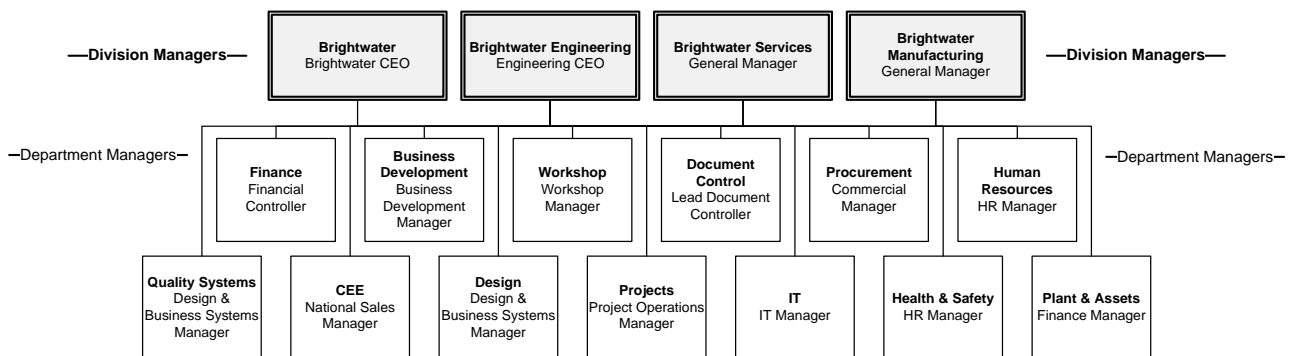 —Division Managers—
Brightwater
Brightwater CEO
Brightwater Engineering
Engineering CEO
Brightwater Services
General Manager
Brightwater
Manufacturing
General Manager
—Division Managers—
—Department Managers—
Finance
Financial
Controller
Business
Development
Business
Development
Manager
Workshop
Workshop
Manager
Document
Control
Lead Document
Controller
Procurement
Commercial
Manager
Human
Resources
HR Manager
—Department Managers—
Quality Systems
Design &
Business Systems
Manager
CEE
National Sales
Manager
Design
Design &
Business Systems
Manager
Projects
Project Operations
Manager
IT
IT Manager
Health & Safety
HR Manager
Plant & Assets
Finance Manager